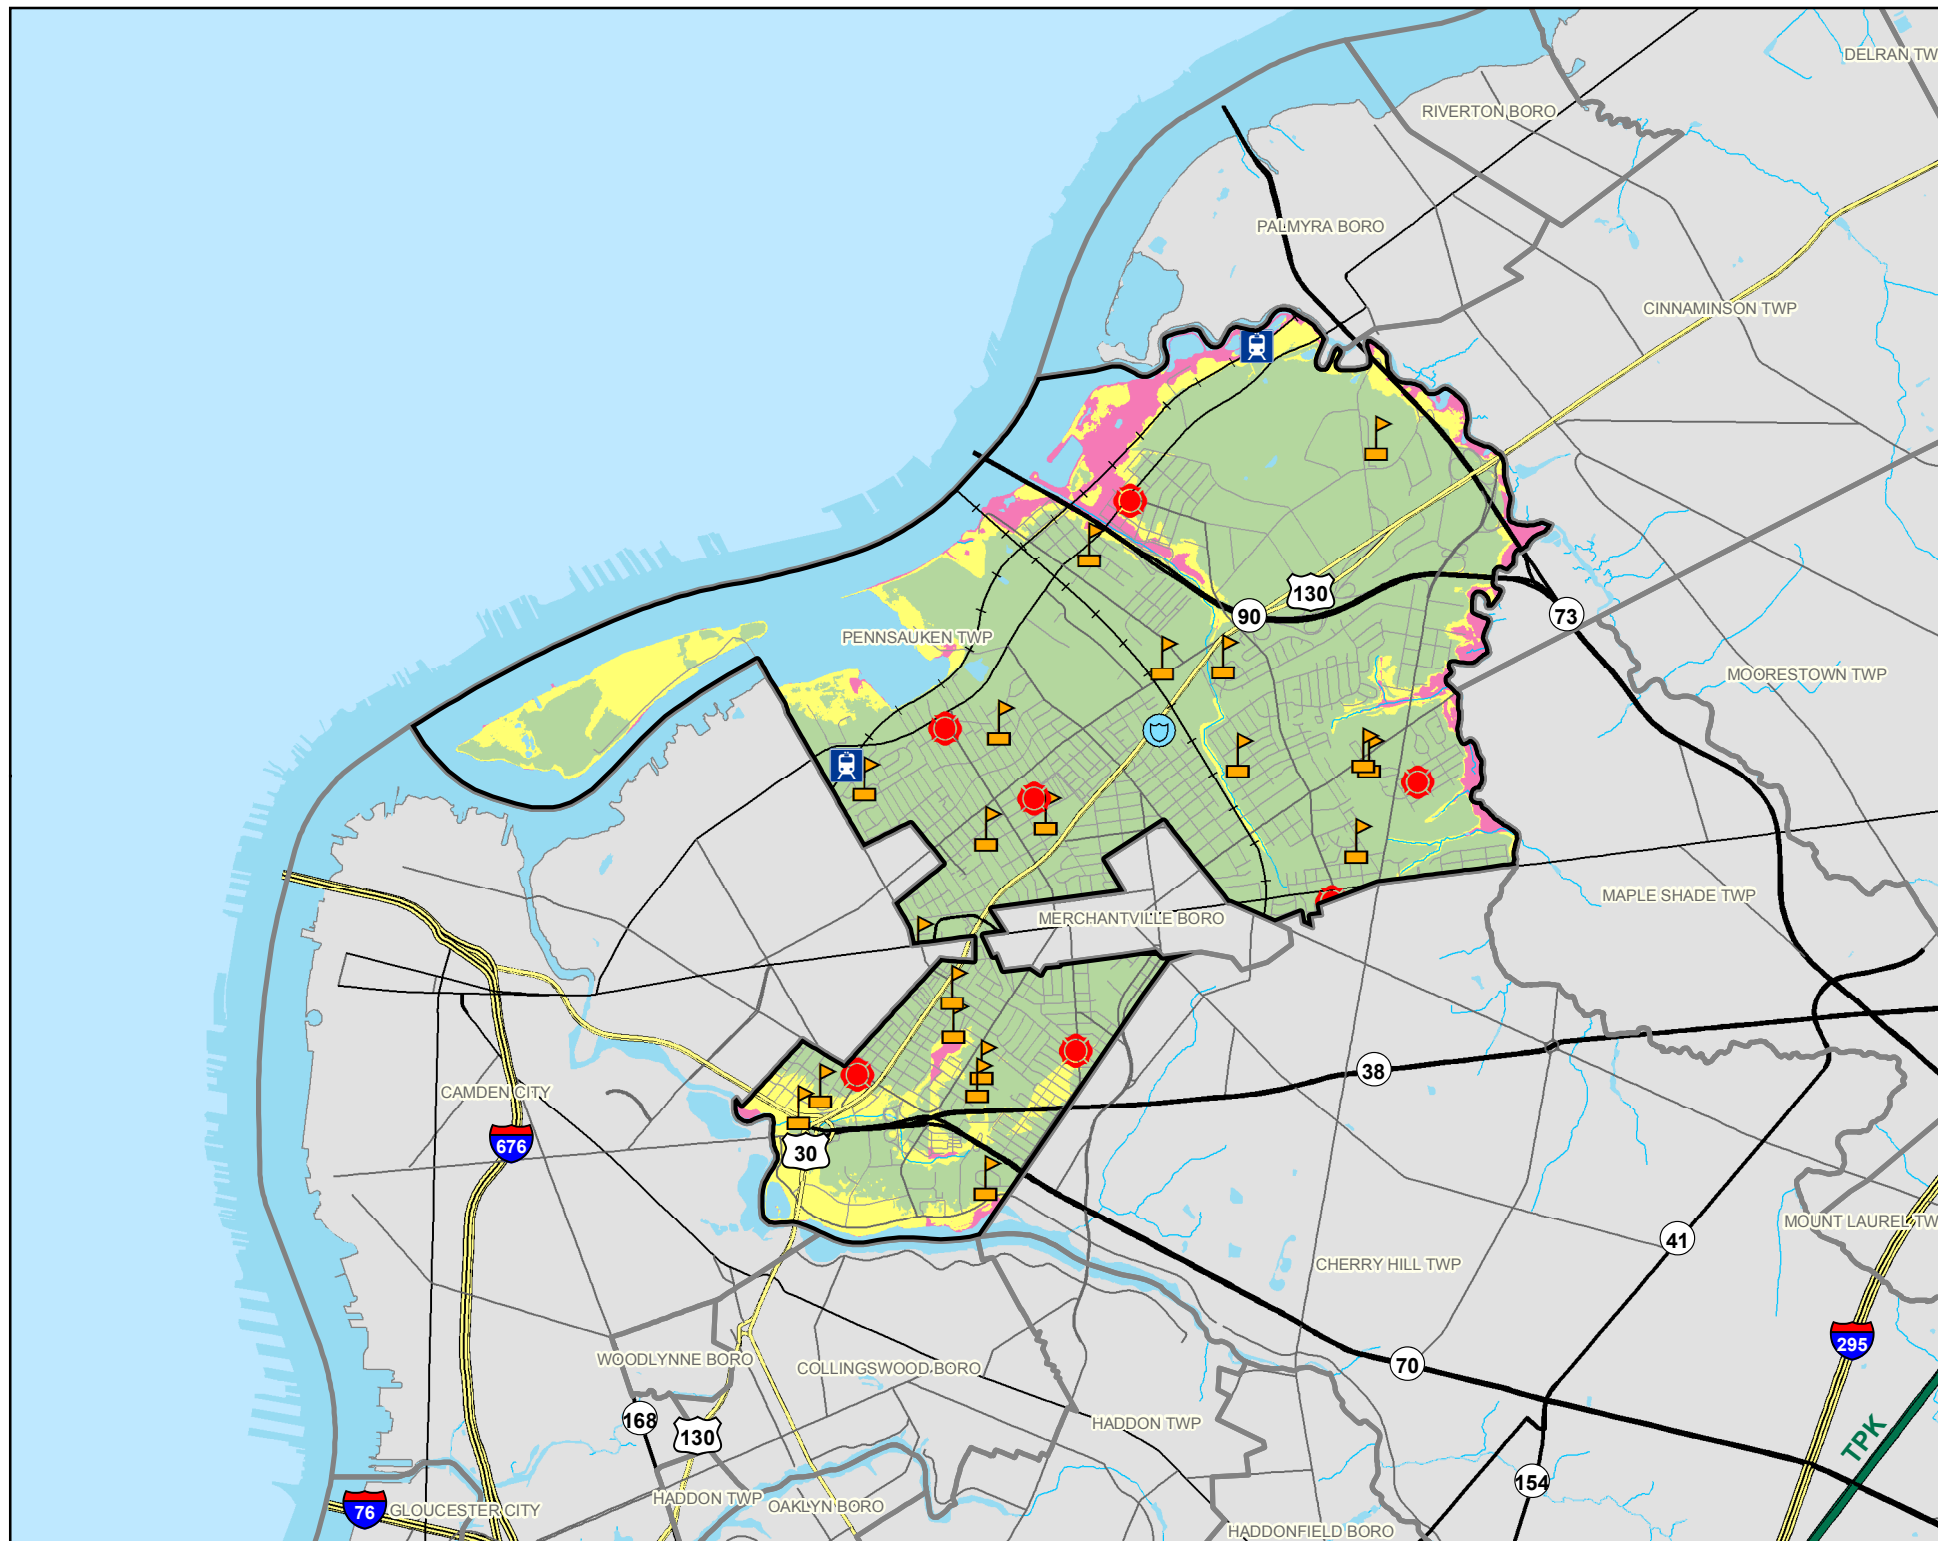 DELRAN TW
RIVERTON BORO
PALMYRA BORO
CINNAMINSON TWP
130
90
73
PENNSAUKEN TWP
MOORESTOWN TWP
MAPLE SHADE TWP
MERCHANTVILLE BORO
38
CAMDEN CITY
676
30
MOUNT LAUREL TW
41
CHERRY HILL TWP
295
WOODLYNNE BORO
COLLINGSWOOD BORO
70
168
130
HADDON TWP
TPK
154
HADDON TWP
OAKLYN BORO
76
GLOUCESTER CITY
HADDONFIELD BORO